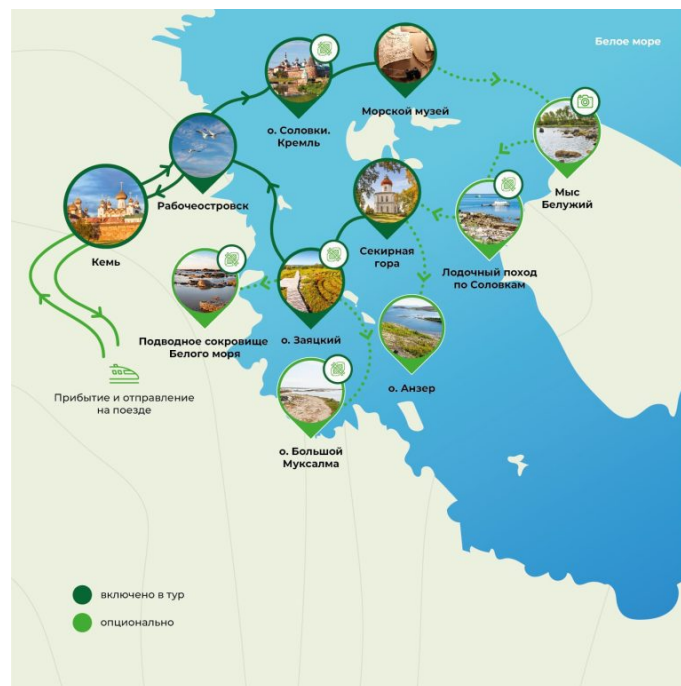 Белое море
Морской музей
о. Соловки.
Кремль
Мыс
Белужий
Рабочеостровск
Секирная
гора
Кемь
Лодочный поход
по Соловкам
Подводное сокровище
Белого моря
о. Заяцкий
о. Анзер
Прибытие и отправление
на поезде
о. Большой
Муксалма
включено в тур
опционально